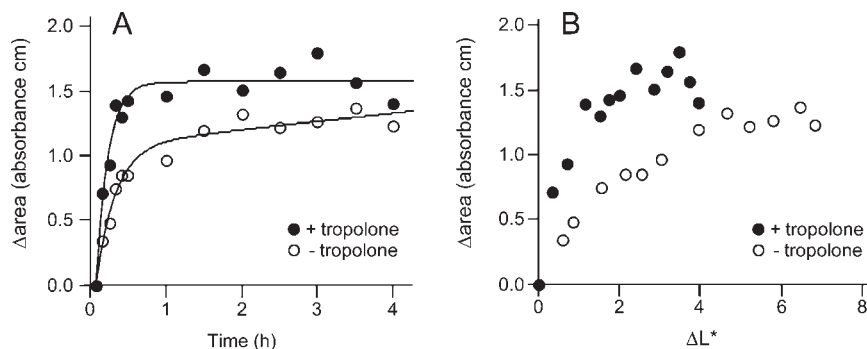 A
Δarea (absorbance cm)
2.0
1.5
1.0
0.5
0.0
● + tropolone
○ - tropolone
0 1 2 3 4
Time (h)
B
Δarea (absorbance cm)
2.0
1.5
1.0
0.5
0.0
● + tropolone
○ - tropolone
0 2 4 6 8
ΔL*